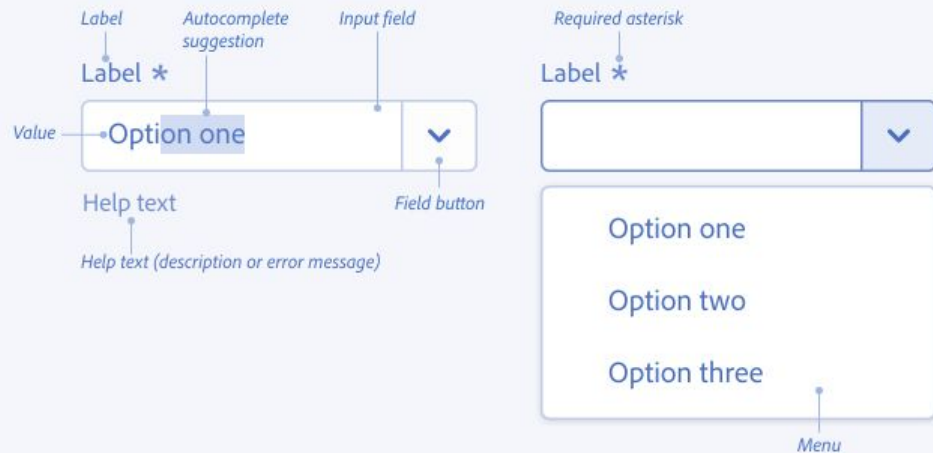 Label
Autocomplete
suggestion
Input field
Label *
Value
Option one
Field button
Help text
Help text (description or error message)
Required asterisk
Label *
Option one
Option two
Option three
Menu